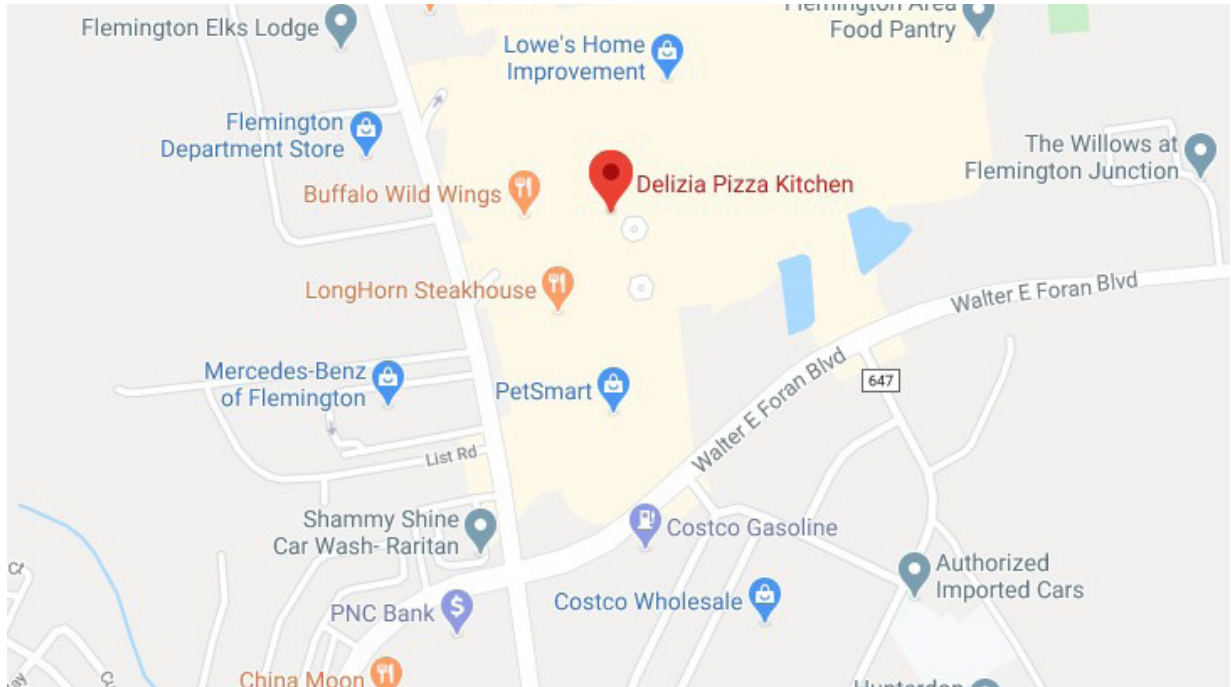 Flemington Elks Lodge
Flemington Area
Food Pantry
Lowe's Home
Improvement
Flemington
Department Store
The Willows at
Flemington Junction
Buffalo Wild Wings
Delizia Pizza Kitchen
LongHorn Steakhouse
Walter E Foran Blvd
Mercedes-Benz
of Flemington
PetSmart
647
Walter E Foran Blvd
List Rd
Shammy Shine
Car Wash- Raritan
Costco Gasoline
Authorized
Imported Cars
Ct
PNC Bank
$
Costco Wholesale
China Moon
Hunterdon